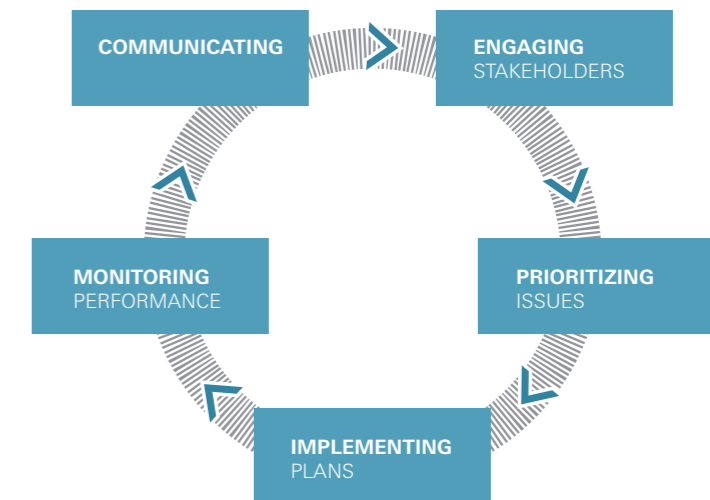 COMMUNICATING
ENGAGING
STAKEHOLDERS
PRIORITIZING
ISSUES
IMPLEMENTING
PLANS
MONITORING
PERFORMANCE